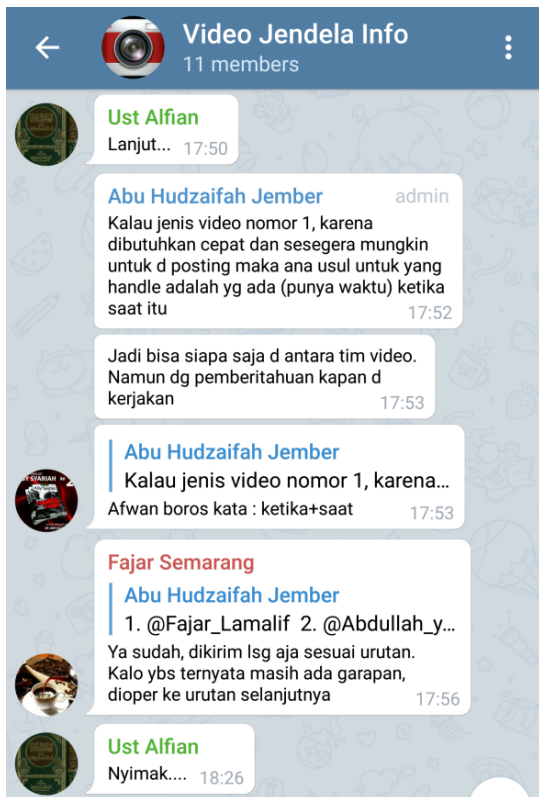 Video Jendela Info
11 members
Ust Alfian
Lanjut... 17:50
Abu Hudzaifah Jember admin
Kalau jenis video nomor 1, karena
dibutuhkan cepat dan sesegera mungkin
untuk d posting maka ana usul untuk yang
handle adalah yg ada (punya waktu) ketika
saat itu 17:52
Jadi bisa siapa saja d antara tim video.
Namun dg pemberitahuan kapan d
kerjakan 17:53
Abu Hudzaifah Jember
Kalau jenis video nomor 1, karena...
Afwan boros kata : ketika+saat 17:53
Fajar Semarang
Abu Hudzaifah Jember
1. @Fajar_Lamalif 2. @Abdullah_y...
Ya sudah, dikirim lsg aja sesuai urutan.
Kalo ybs ternyata masih ada garapan,
dioper ke urutan selanjutnya 17:56
Ust Alfian
Nyimak.... 18:26